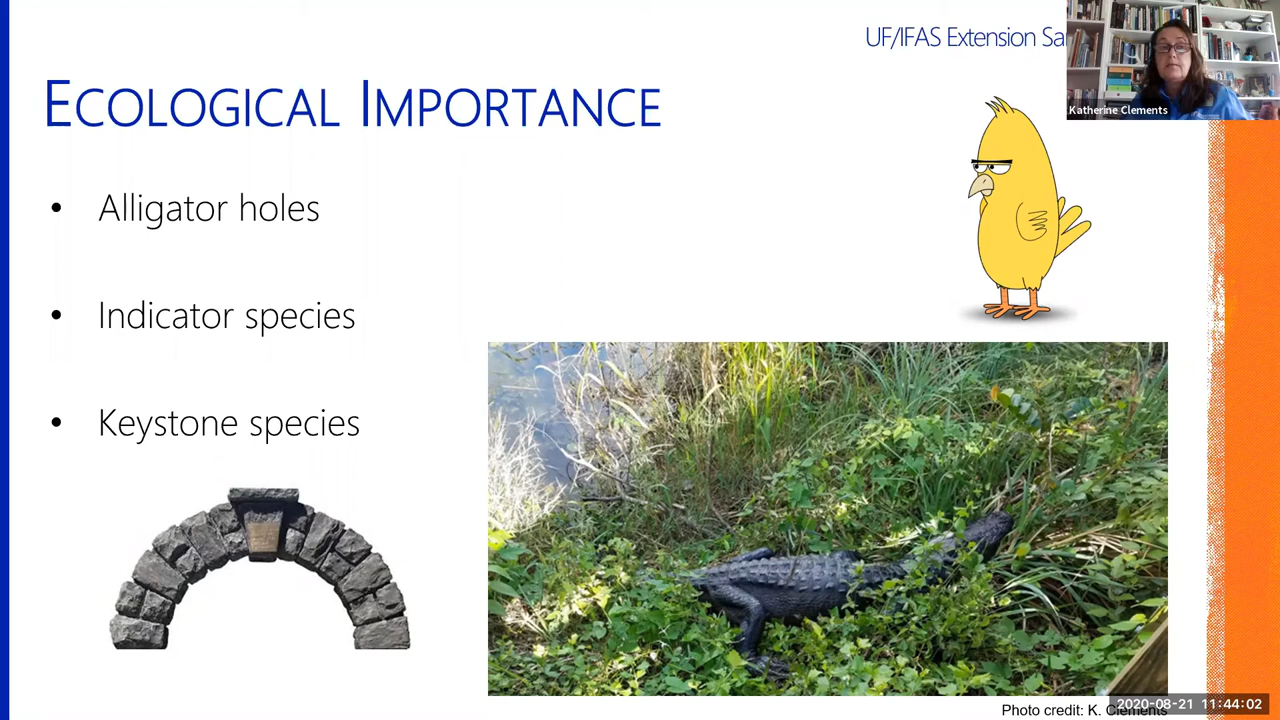 UF/IFAS Extension
Katherine Clements
ECOLOGICAL IMPORTANCE
• Alligator holes
• Indicator species
• Keystone species
2020-08-21 11:44:02
Photo credit: K. Clements